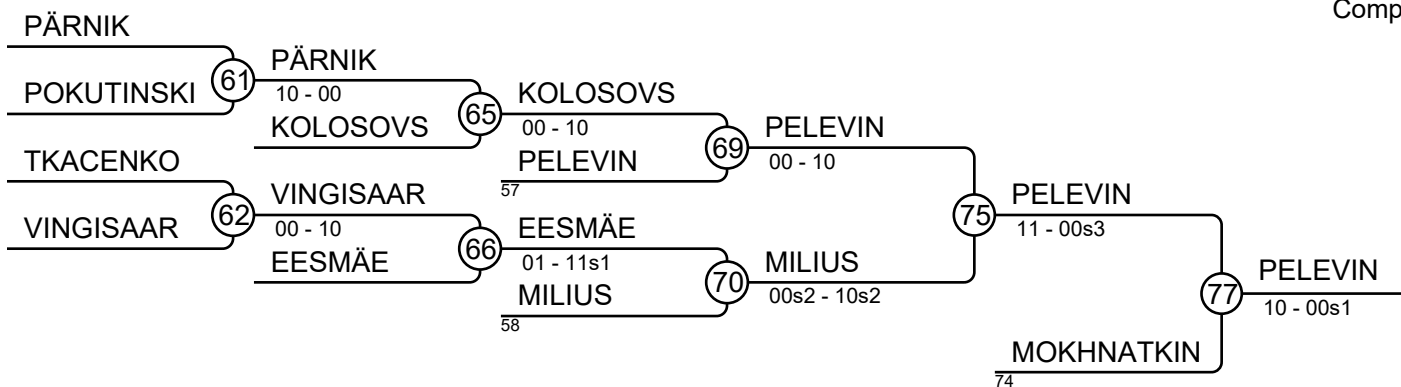 Comp
PÄRNIK
61
POKUTINSKI
PÄRNIK
10 - 00
65
KOLOSOVS
TKACENKO
62
VINGISAAR
VINGISAAR
00 - 10
66
EESMÄE
KOLOSOVS
00 - 10
69
PELEVIN
57
EESMÄE
01 - 11s1
70
MILIUS
58
PELEVIN
00 - 10
75
MILIUS
00s2 - 10s2
PELEVIN
11 - 00s3
77
MOKHNATKIN
74
PELEVIN
10 - 00s1